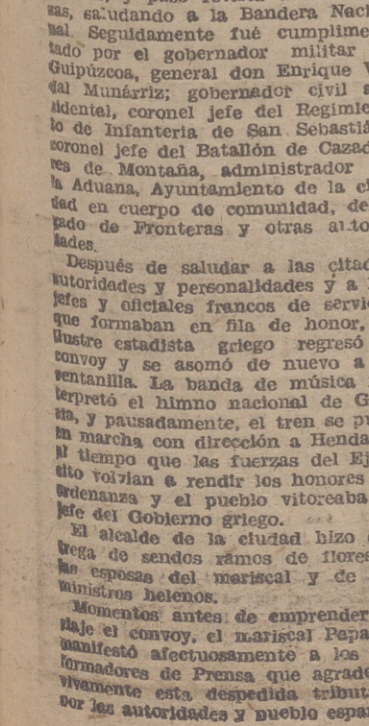 zas, saludando a la Bandera Nac
nal. Seguidamente fué cumplime
tado por el gobernador militar
Guipúzcoa, general don Enrique V
dal Munárriz; gobernador civil a
cidental, coronel jefe del Regimie
to de Infantería de San Sebastiá
coronel jefe del Batallón de Cazad
res de Montaña, administrador
la Aduana, Ayuntamiento de la ci
dad en cuerpo de comunidad, de
gado de Fronteras y otras auto
dades.
Después de saludar a las citad
autoridades y personalidades y a
jefes y oficiales francos de servi
que formaban en fila de honor,
ilustre estadista griego regresó
convoy y se asomó de nuevo a
ventanilla. La banda de música
terpretó el himno nacional de G
cia, y pausadamente, el tren se p
en marcha con dirección a Henda
al tiempo que las fuerzas del Ej
cito volvían a rendir los honores
ordenanza y el pueblo vitoreaba
jefe del Gobierno griego.
El alcalde de la ciudad hizo
trega de sendos ramos de flores
las esposas del mariscal y de
ministros helenos.
Momentos antes de emprender
viaje el convoy, el mariscal Papa
manifestó afectuosamente a los
formadores de Prensa que agrade
vivamente esta despedida tribut
por las autoridades y pueblo espa